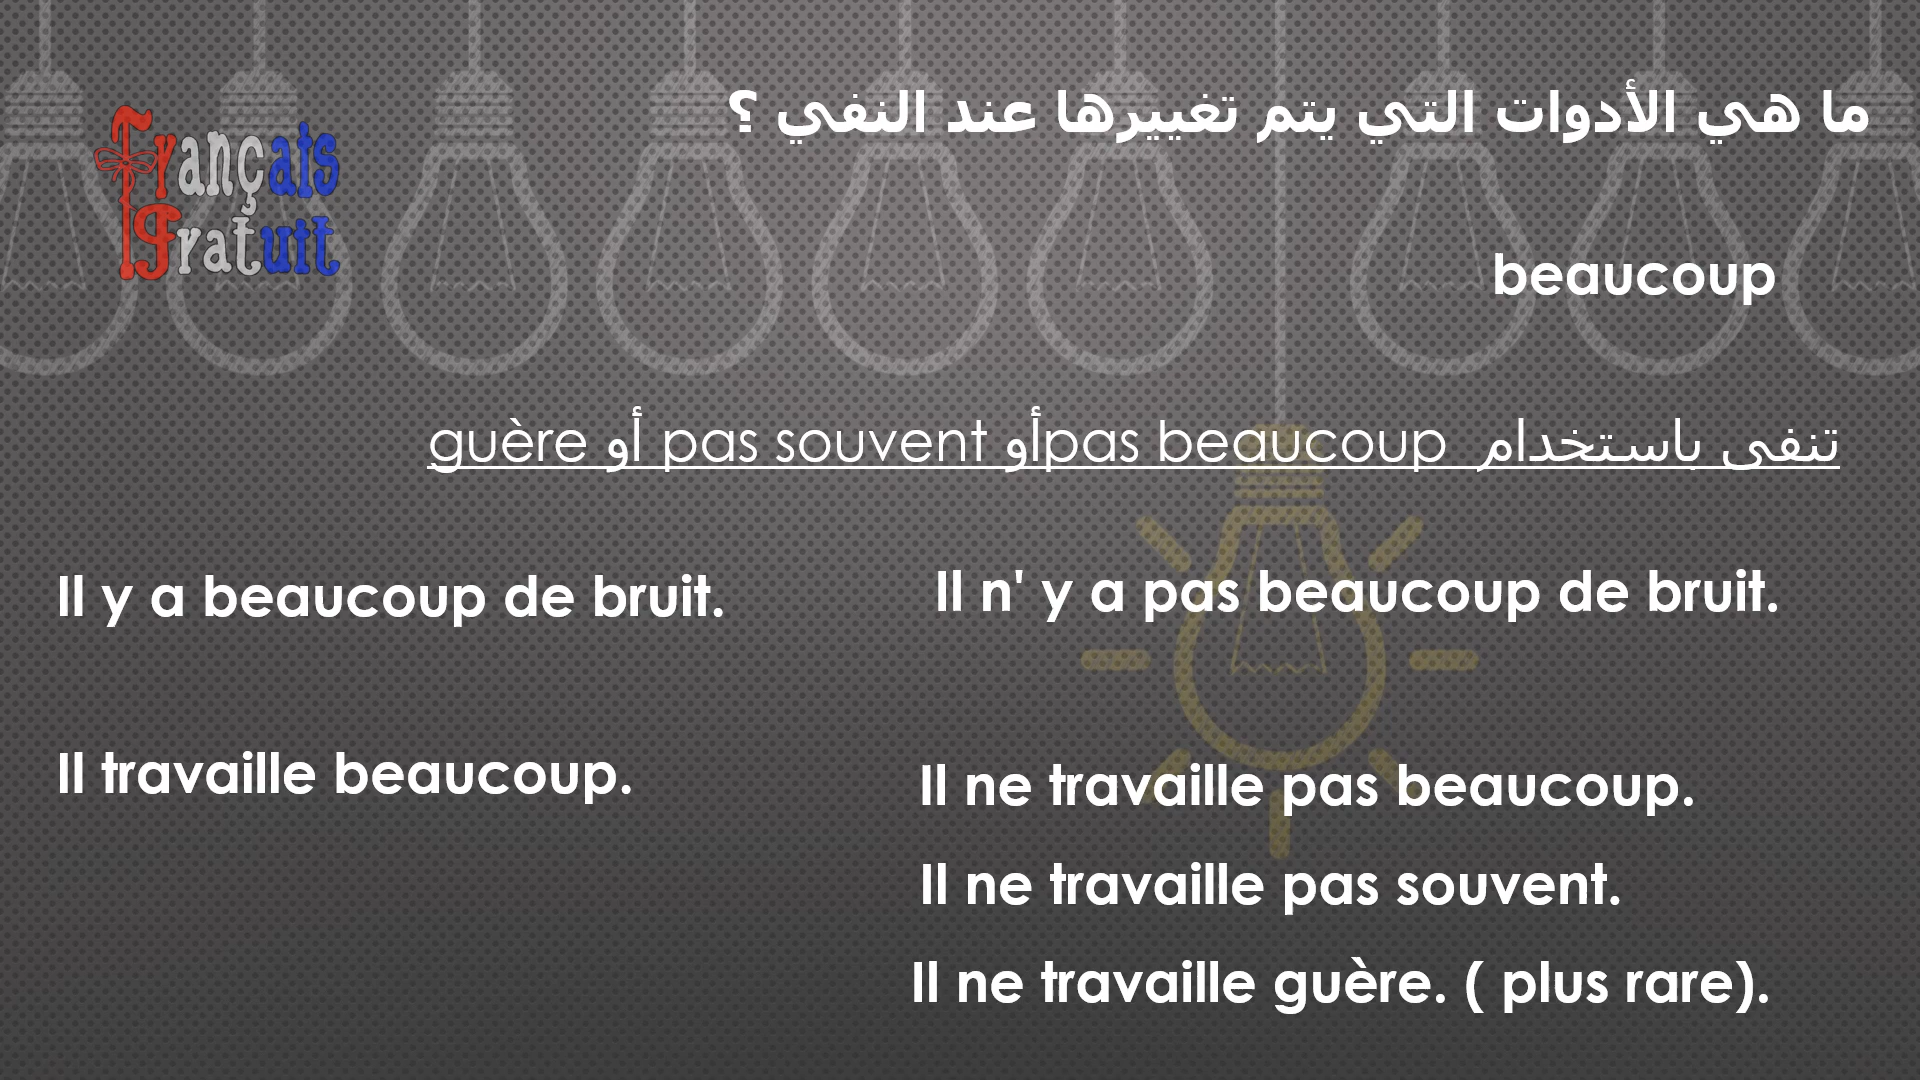 ما هي الأدوات التي يتم تغييرها عند النفي ؟
Français
Gratuit
beaucoup
تنفى باستخدام pas beaucoup أو pas souvent أو guère
Il y a beaucoup de bruit.
Il n' y a pas beaucoup de bruit.
Il travaille beaucoup.
Il ne travaille pas beaucoup.
Il ne travaille pas souvent.
Il ne travaille guère. ( plus rare).